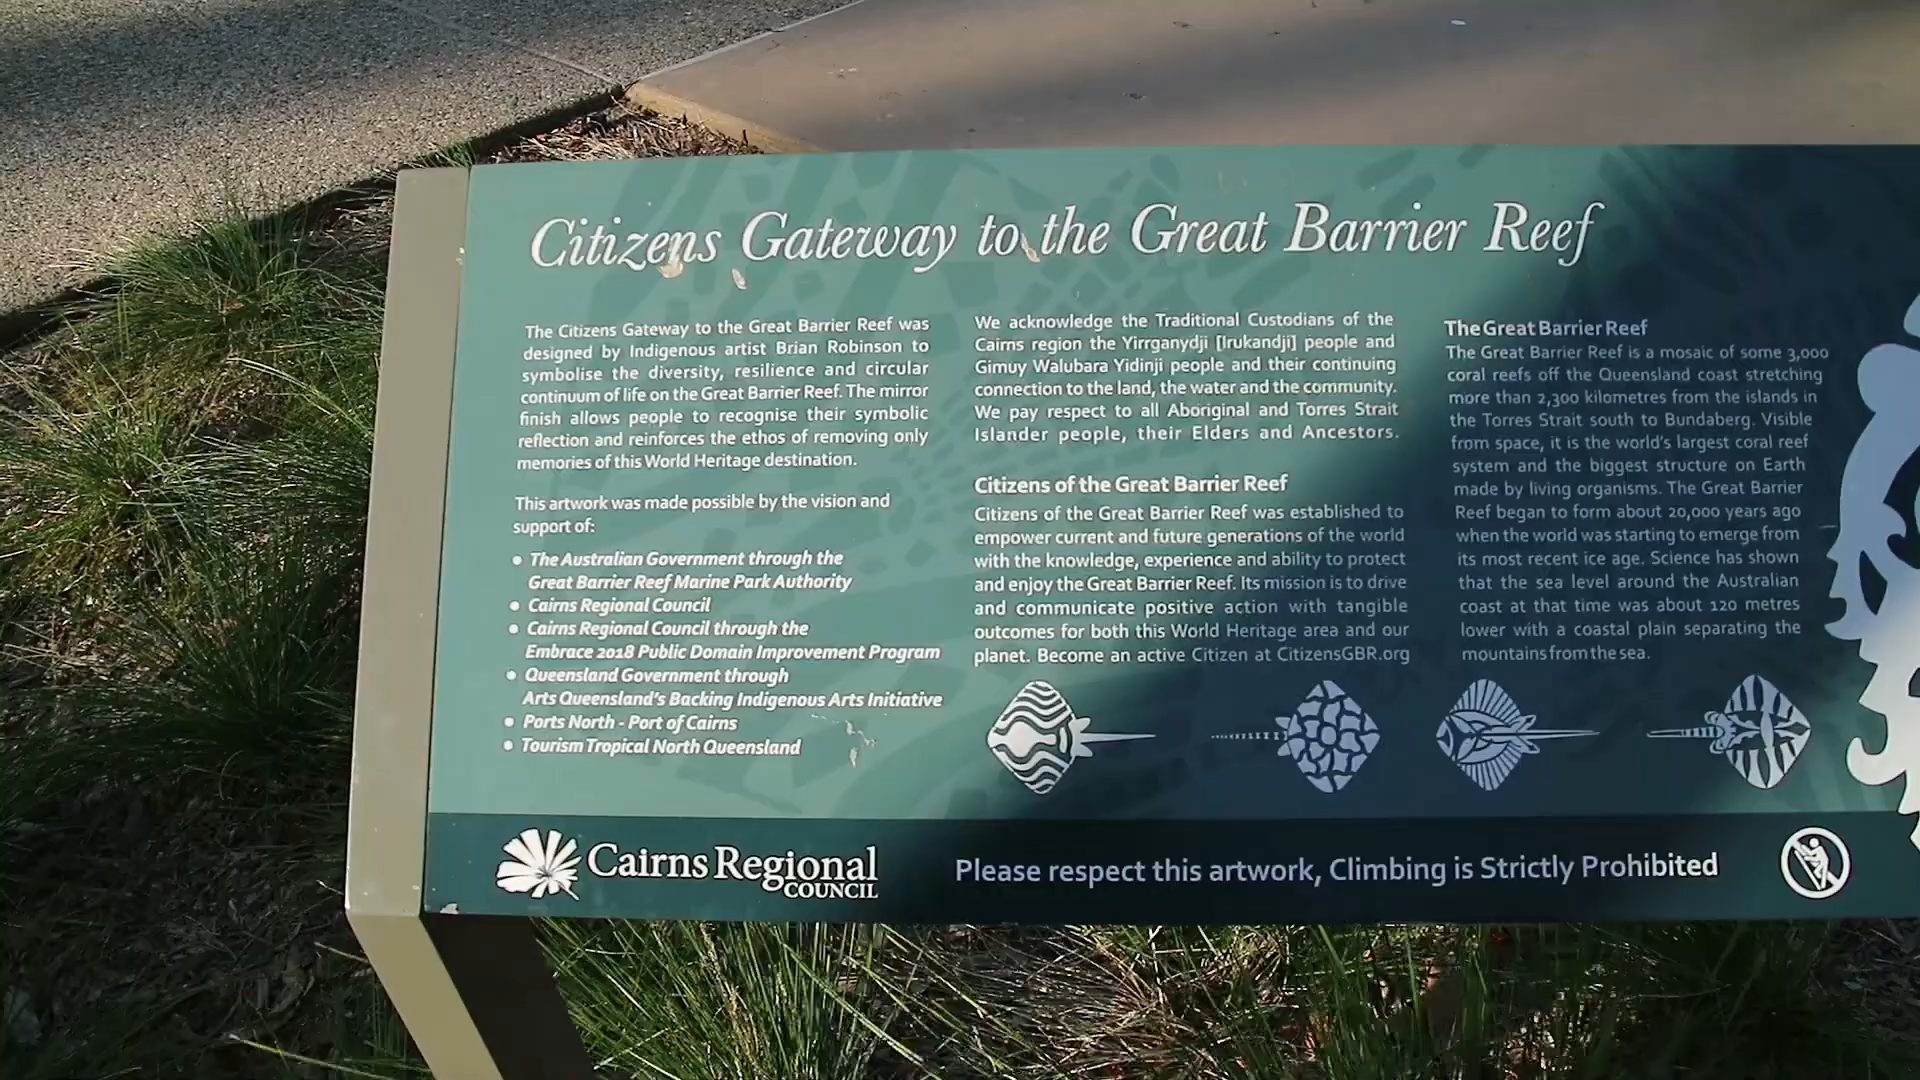 Citizens Gateway to the Great Barrier Reef
The Citizens Gateway to the Great Barrier Reef was
designed by Indigenous artist Brian Robinson to
symbolise the diversity, resilience and circular
continuum of life on the Great Barrier Reef. The mirror
finish allows people to recognise their symbolic
reflection and reinforces the ethos of removing only
memories of this World Heritage destination.
This artwork was made possible by the vision and
support of:
• The Australian Government through the
Great Barrier Reef Marine Park Authority
• Cairns Regional Council
• Cairns Regional Council through the
Embrace 2018 Public Domain Improvement Program
• Queensland Government through
Arts Queensland's Backing Indigenous Arts Initiative
• Ports North - Port of Cairns
• Tourism Tropical North Queensland
We acknowledge the Traditional Custodians of the
Cairns region the Yirrganydji [Irukandji] people and
Gimuy Walubara Yidinji people and their continuing
connection to the land, the water and the community.
We pay respect to all Aboriginal and Torres Strait
Islander people, their Elders and Ancestors.
Citizens of the Great Barrier Reef
Citizens of the Great Barrier Reef was established to
empower current and future generations of the world
with the knowledge, experience and ability to protect
and enjoy the Great Barrier Reef. Its mission is to drive
and communicate positive action with tangible
outcomes for both this World Heritage area and our
planet. Become an active Citizen at CitizensGBR.org
The Great Barrier Reef
The Great Barrier Reef is a mosaic of some 3,000
coral reefs off the Queensland coast stretching
more than 2,300 kilometres from the islands in
the Torres Strait south to Bundaberg. Visible
from space, it is the world's largest coral reef
system and the biggest structure on Earth
made by living organisms. The Great Barrier
Reef began to form about 20,000 years ago
when the world was starting to emerge from
its most recent ice age. Science has shown
that the sea level around the Australian
coast at that time was about 120 metres
lower with a coastal plain separating the
mountains from the sea.
Cairns Regional
COUNCIL
Please respect this artwork, Climbing is Strictly Prohibited